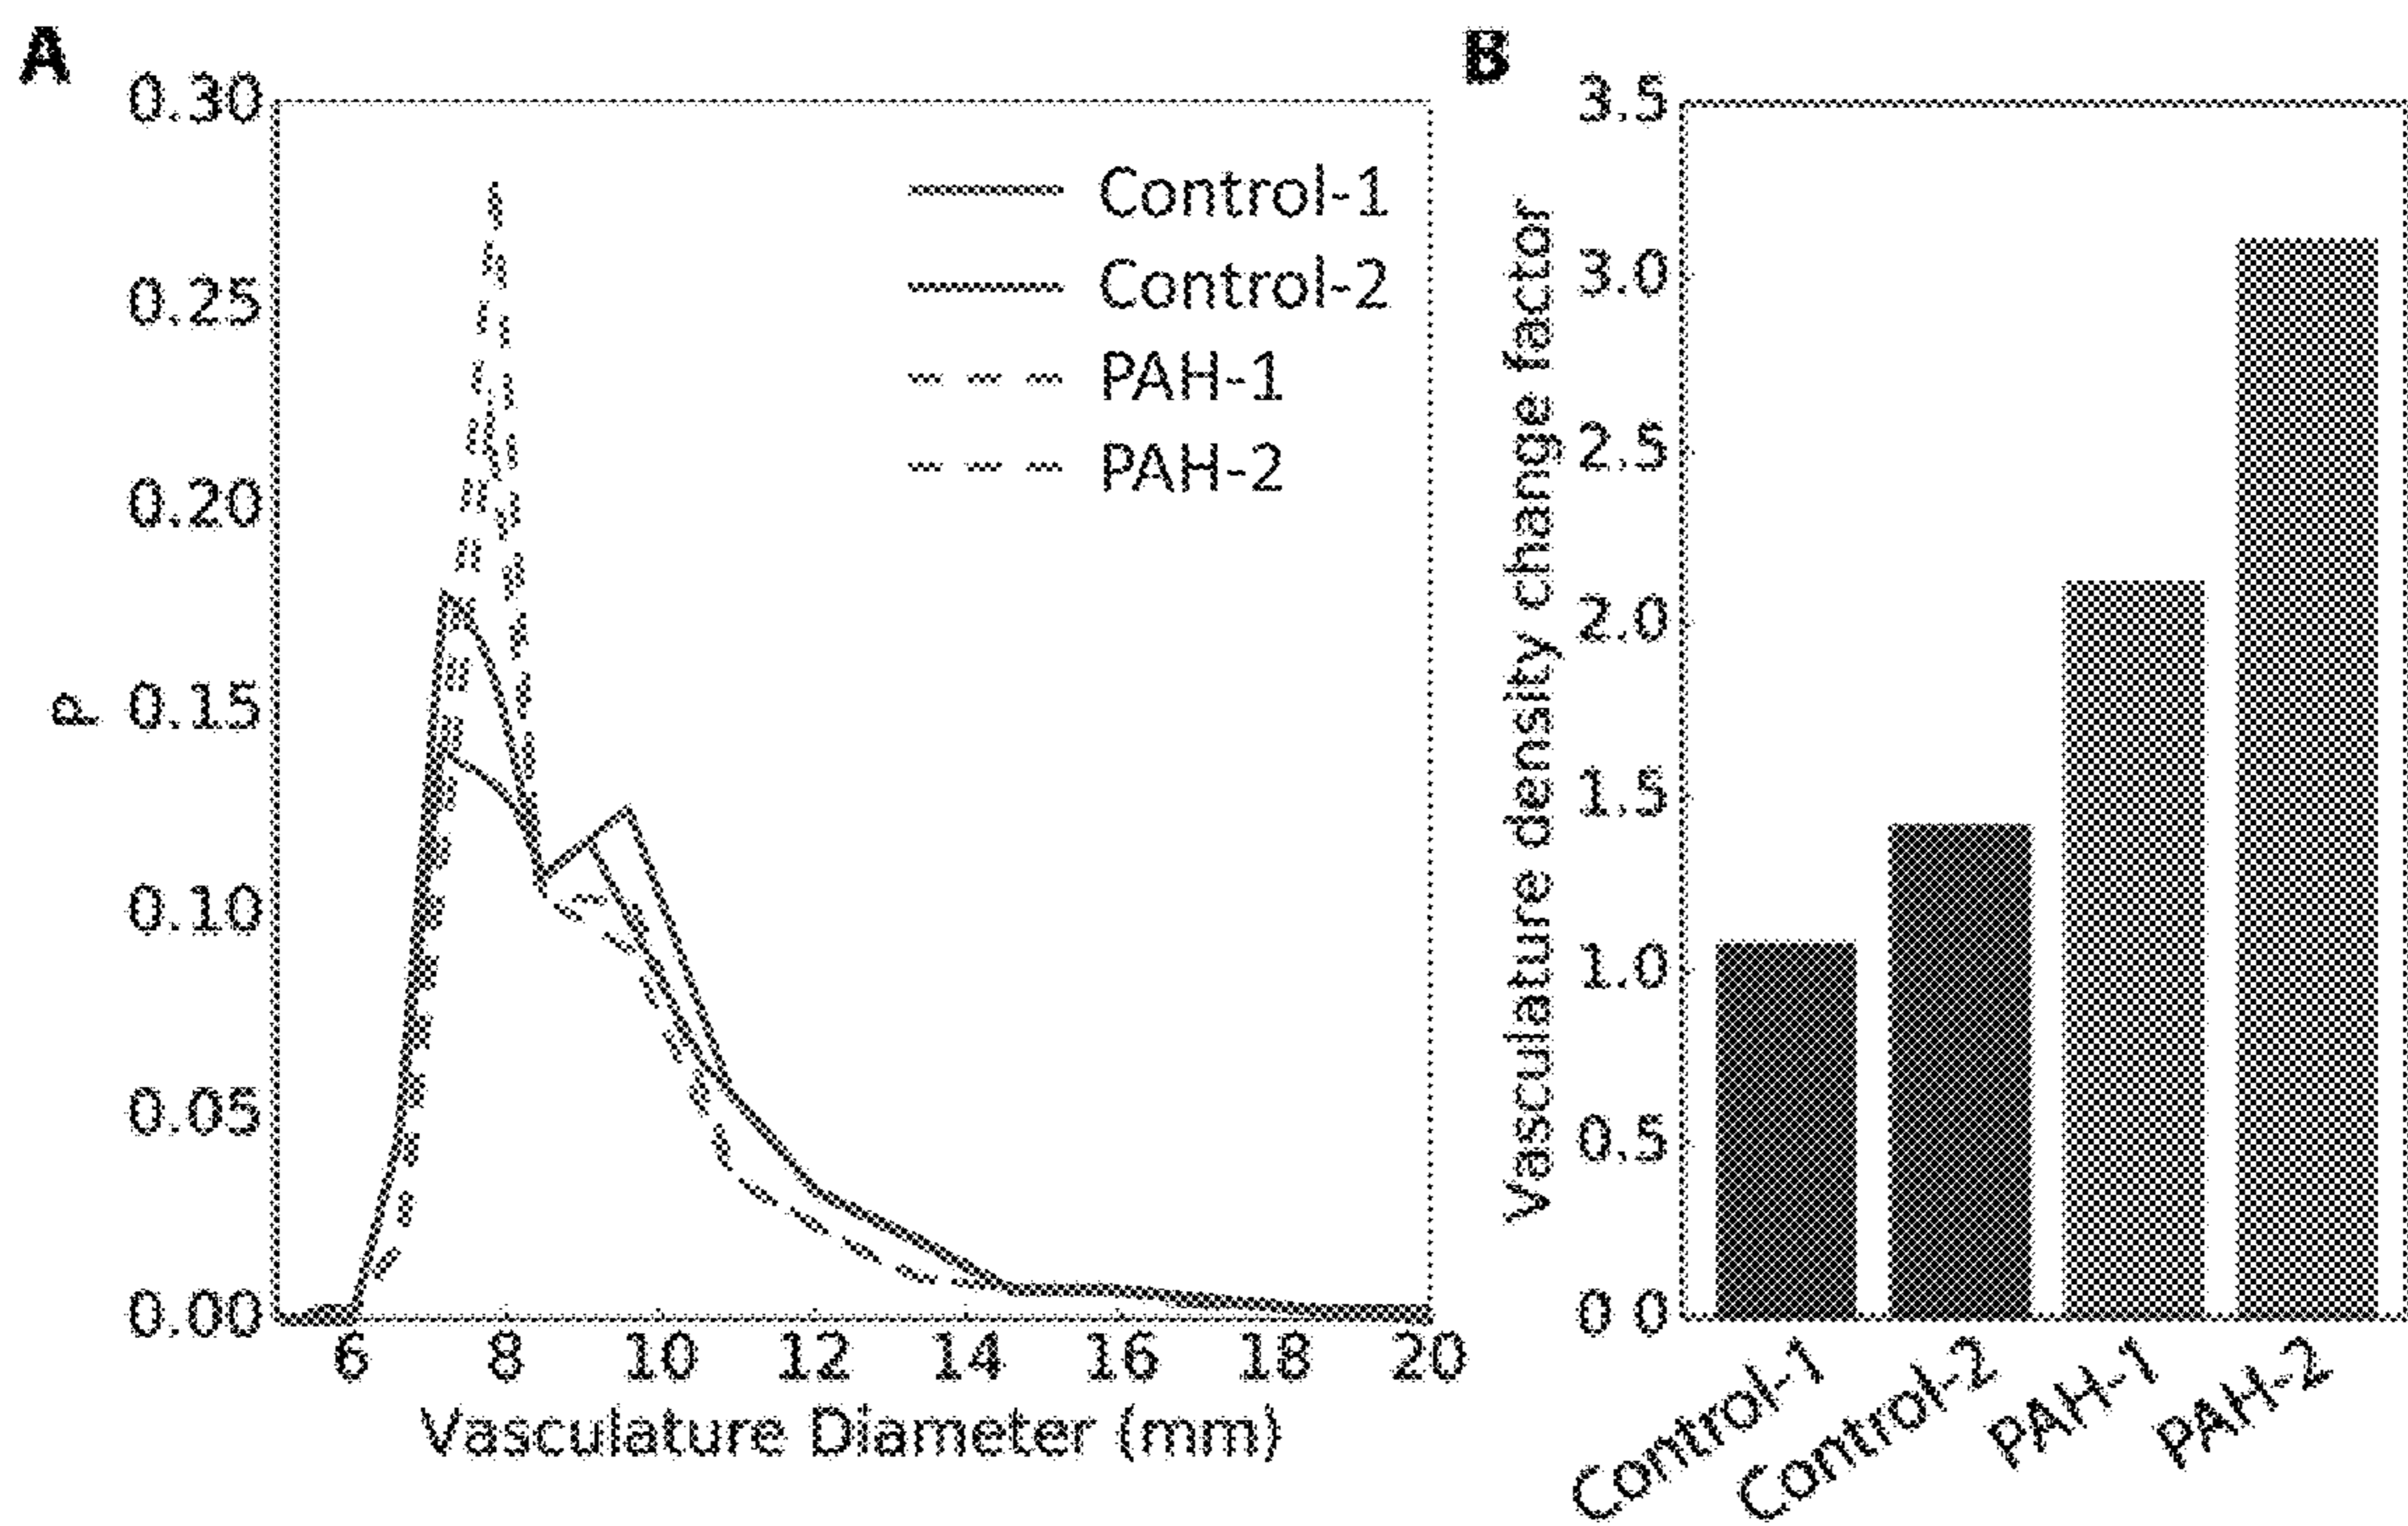 A
0.30
0.25
0.20
0.15
0.10
0.05
0.00
P
6 8 10 12 14 16 18 20
Vasculature Diameter (mm)
Control-1
Control-2
PAH-1
PAH-2
B
3.5
3.0
2.5
2.0
1.5
1.0
0.5
0 0
Vasculature density change factor
Control-1
Control-2
PAH-1
PAH-2